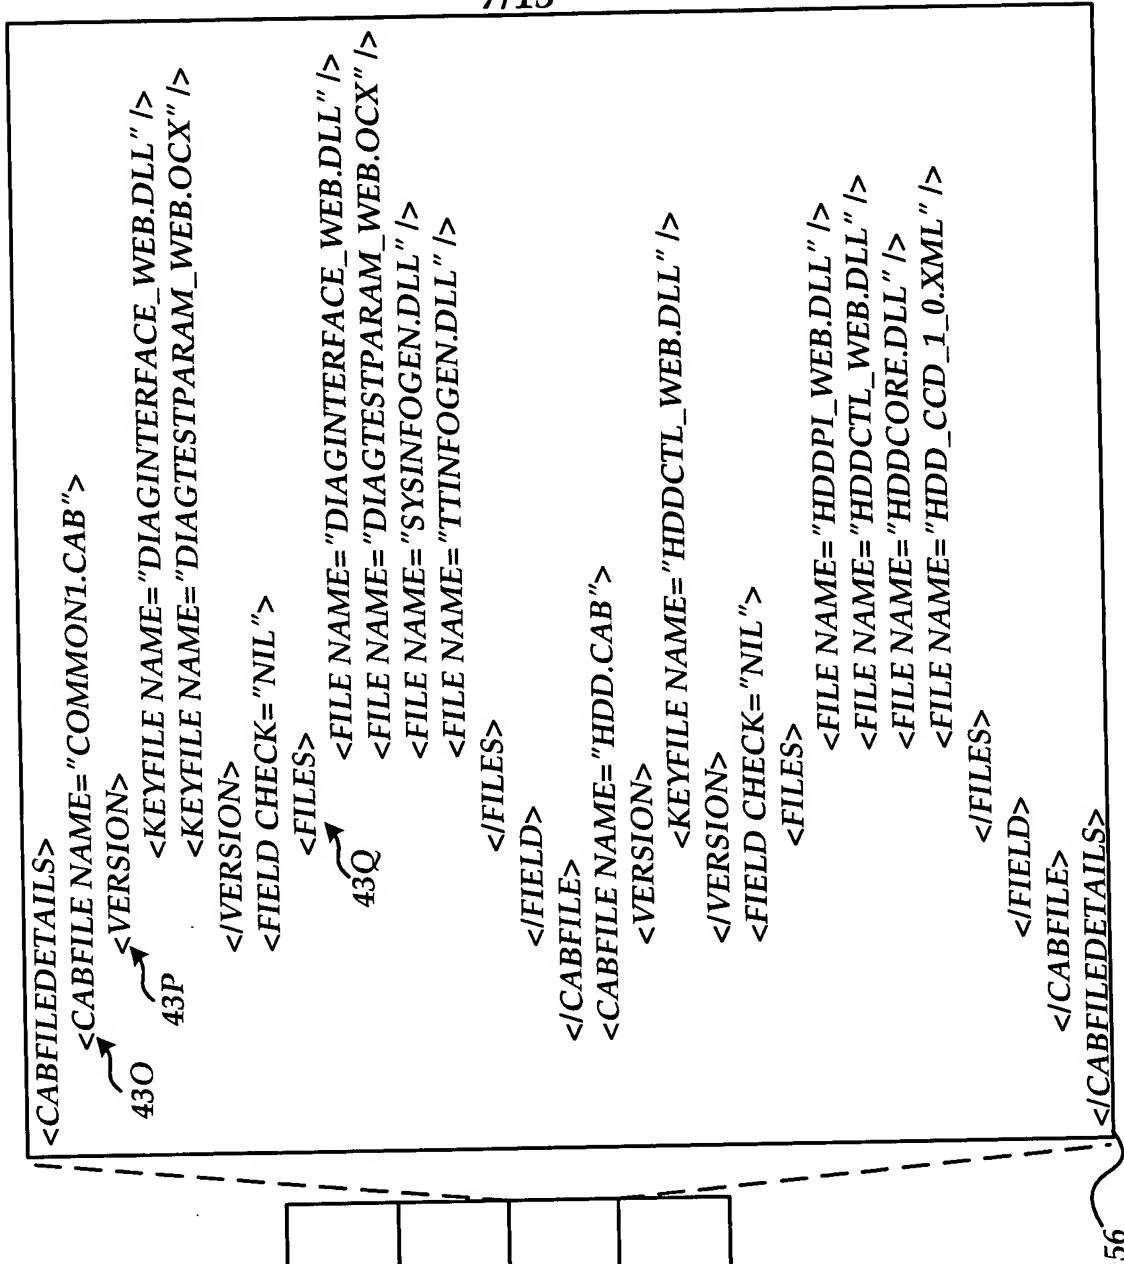 7/13
<CABFILEDETAILS>
<CABFILE NAME="COMMON1.CAB">
43O
<VERSION>
43P
<KEYFILE NAME="DIAGINTERFACE_WEB.DLL" />
<KEYFILE NAME="DIAGTESTPARAM_WEB.OCX" />
</VERSION>
<FIELD CHECK="NIL">
<FILES>
43Q
<FILE NAME="DIAGINTERFACE_WEB.DLL" />
<FILE NAME="DIAGTESTPARAM_WEB.OCX" />
<FILE NAME="SYSINFOGEN.DLL" />
<FILE NAME="TTINFOGEN.DLL" />
</FILES>
</FIELD>
</CABFILE>
<CABFILE NAME="HDD.CAB">
<VERSION>
<KEYFILE NAME="HDDCTL_WEB.DLL" />
</VERSION>
<FIELD CHECK="NIL">
<FILES>
<FILE NAME="HDDPI_WEB.DLL" />
<FILE NAME="HDDCTL_WEB.DLL" />
<FILE NAME="HDDCORE.DLL" />
<FILE NAME="HDD_CCD_1_0.XML" />
</FILES>
</FIELD>
</CABFILE>
</CABFILEDETAILS>
56